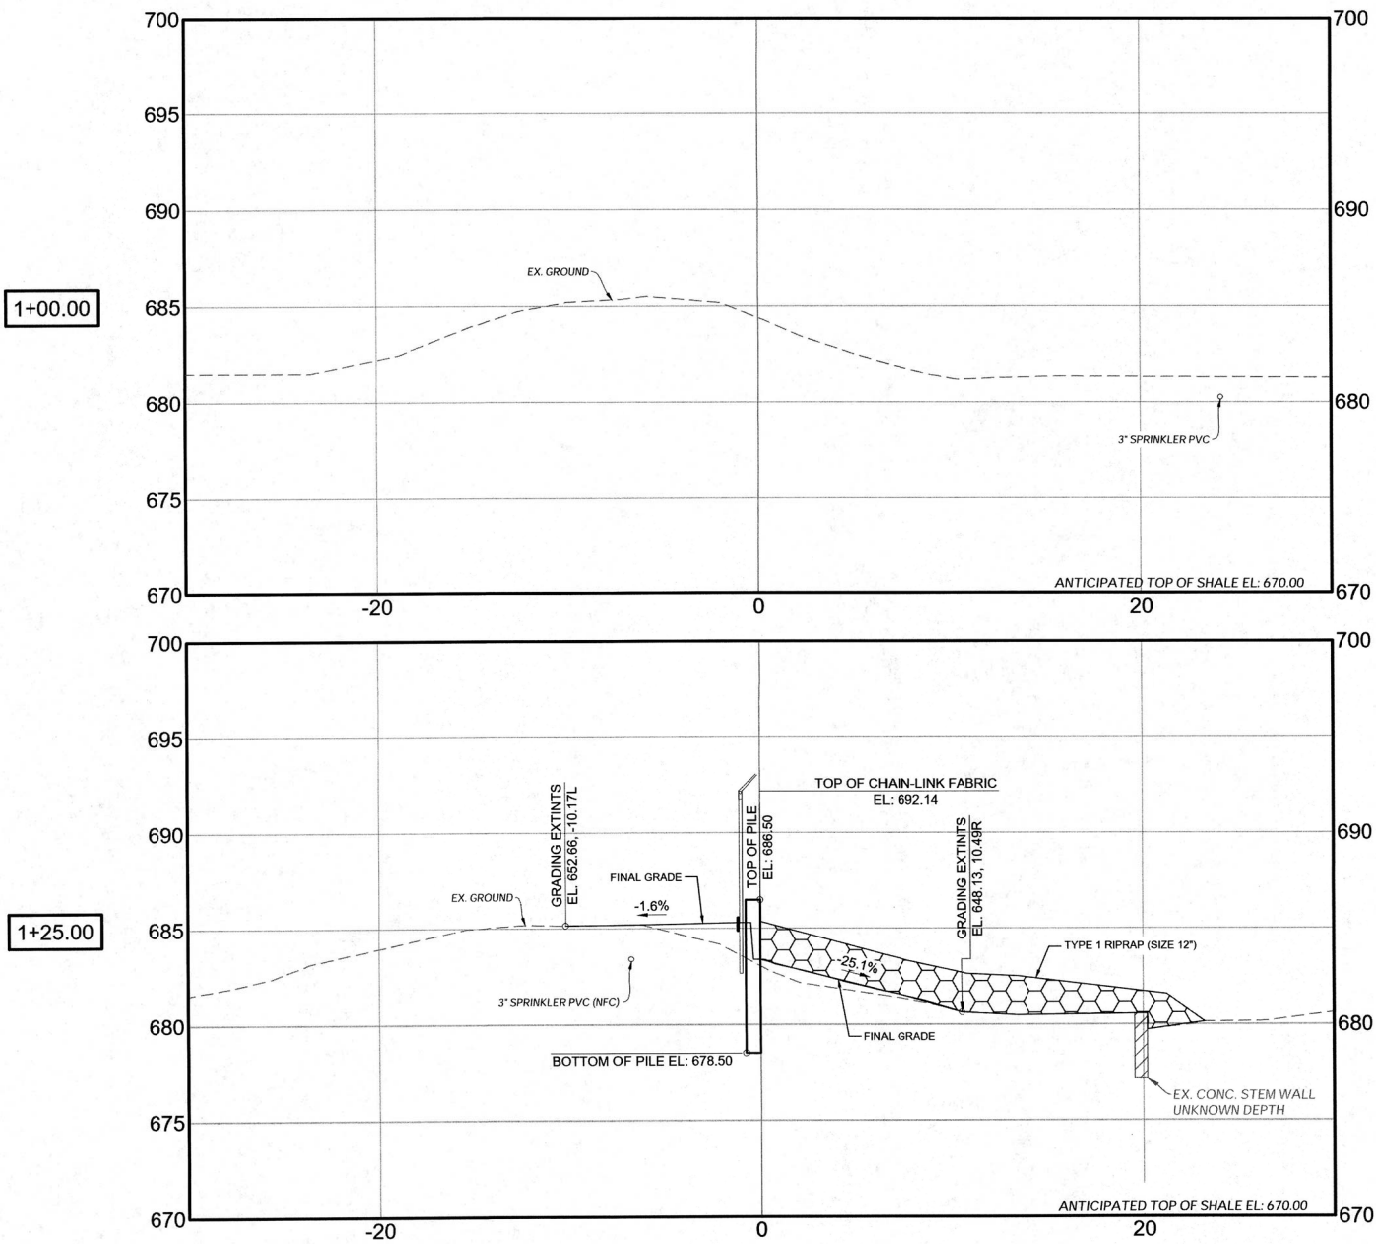 700
700
695
690
690
EX. GROUND
1+00.00
685
680
680
3" SPRINKLER PVC
675
ANTICIPATED TOP OF SHALE EL: 670.00
670
670
-20
0
20
700
700
695
TOP OF CHAIN-LINK FABRIC
EL: 692.14
GRADING EXTINTS
EL. 652.66, -10.17L
TOP OF PILE
EL: 686.50
GRADING EXTINTS
EL. 648.13, 10.49R
690
690
FINAL GRADE
EX. GROUND
-1.6%
1+25.00
685
TYPE 1 RIPRAP (SIZE 12")
-25.1%
3" SPRINKLER PVC (NFC)
680
680
FINAL GRADE
BOTTOM OF PILE EL: 678.50
EX. CONC. STEM WALL
UNKNOWN DEPTH
675
ANTICIPATED TOP OF SHALE EL: 670.00
670
670
-20
0
20